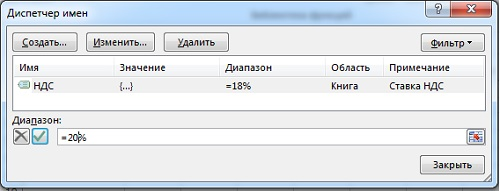 Диспетчер имен
Создать... Изменить... Удалить Фильтр
Имя Значение Диапазон Область Примечание
НДС {...} =18% Книга Ставка НДС
Диапазон:
=20%
Закрыть